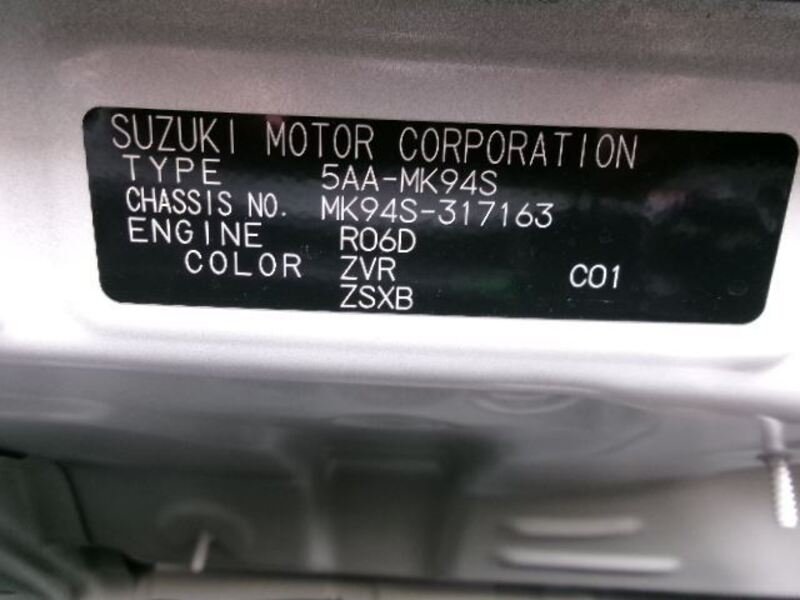 SUZUKI MOTOR CORPORATION
TYPE 5AA-MK94S
CHASSIS NO. MK94S-317163
ENGINE R06D
COLOR ZVR C01
ZSXB